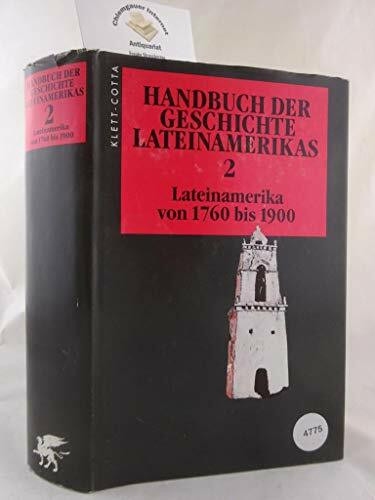 Chiemgauer Internet
Antiquariat
HANDBUCH DER
GESCHICHTE
LATEINAMERIKAS
2
Lateinamerika
von 1760 bis 1900
KLETT-COTTA
HANDBUCH DER
GESCHICHTE
LATEINAMERIKAS
2
Lateinamerika
von 1760 bis 1900
4775